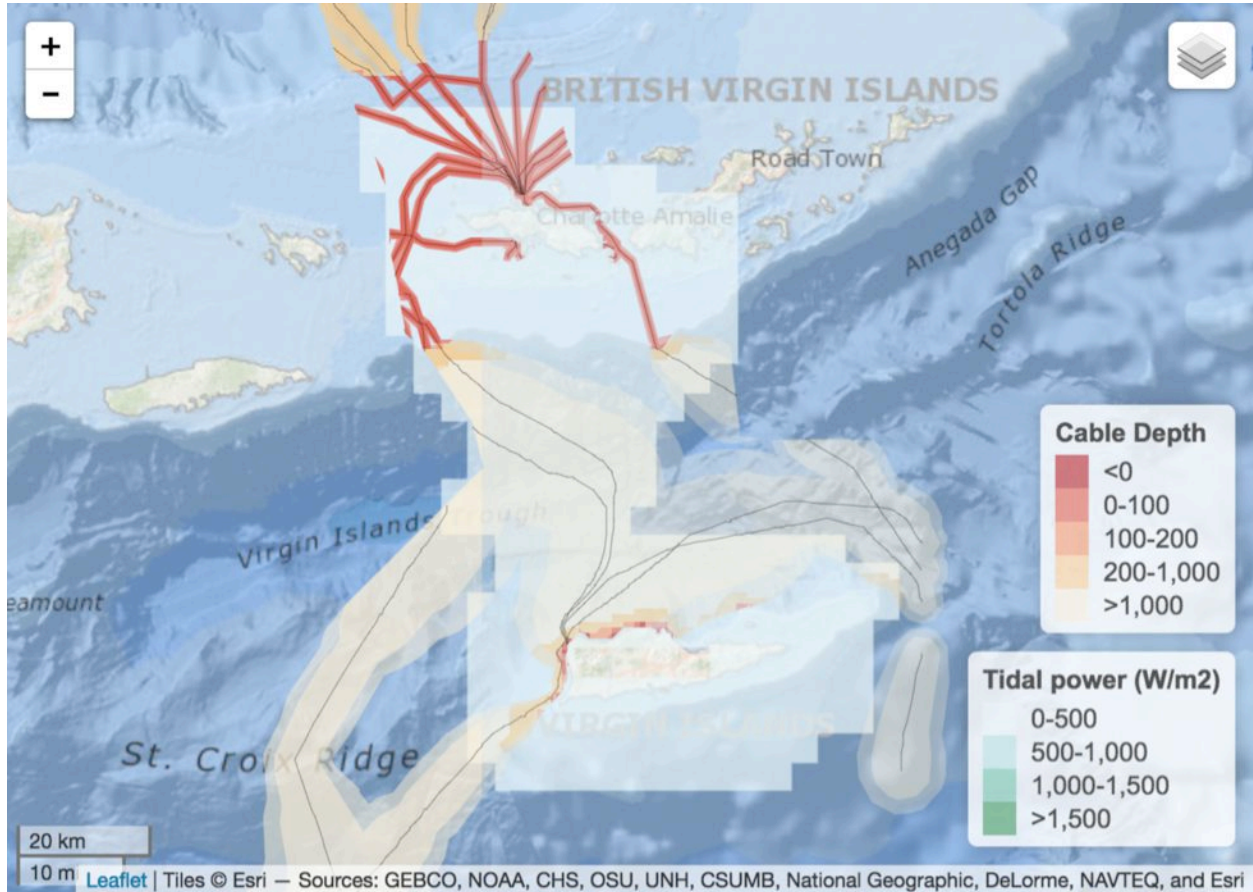 +
−
BRITISH VIRGIN ISLANDS
Road Town
Charlotte Amalie
Anegada Gap
Tortola Ridge
Virgin Islands Trough
eamount
St. Croix Ridge
VIRGIN ISLANDS
Cable Depth
<0
0-100
100-200
200-1,000
>1,000
Tidal power (W/m2)
0-500
500-1,000
1,000-1,500
>1,500
20 km
10 m
Leaflet | Tiles © Esri — Sources: GEBCO, NOAA, CHS, OSU, UNH, CSUMB, National Geographic, DeLorme, NAVTEQ, and Esri